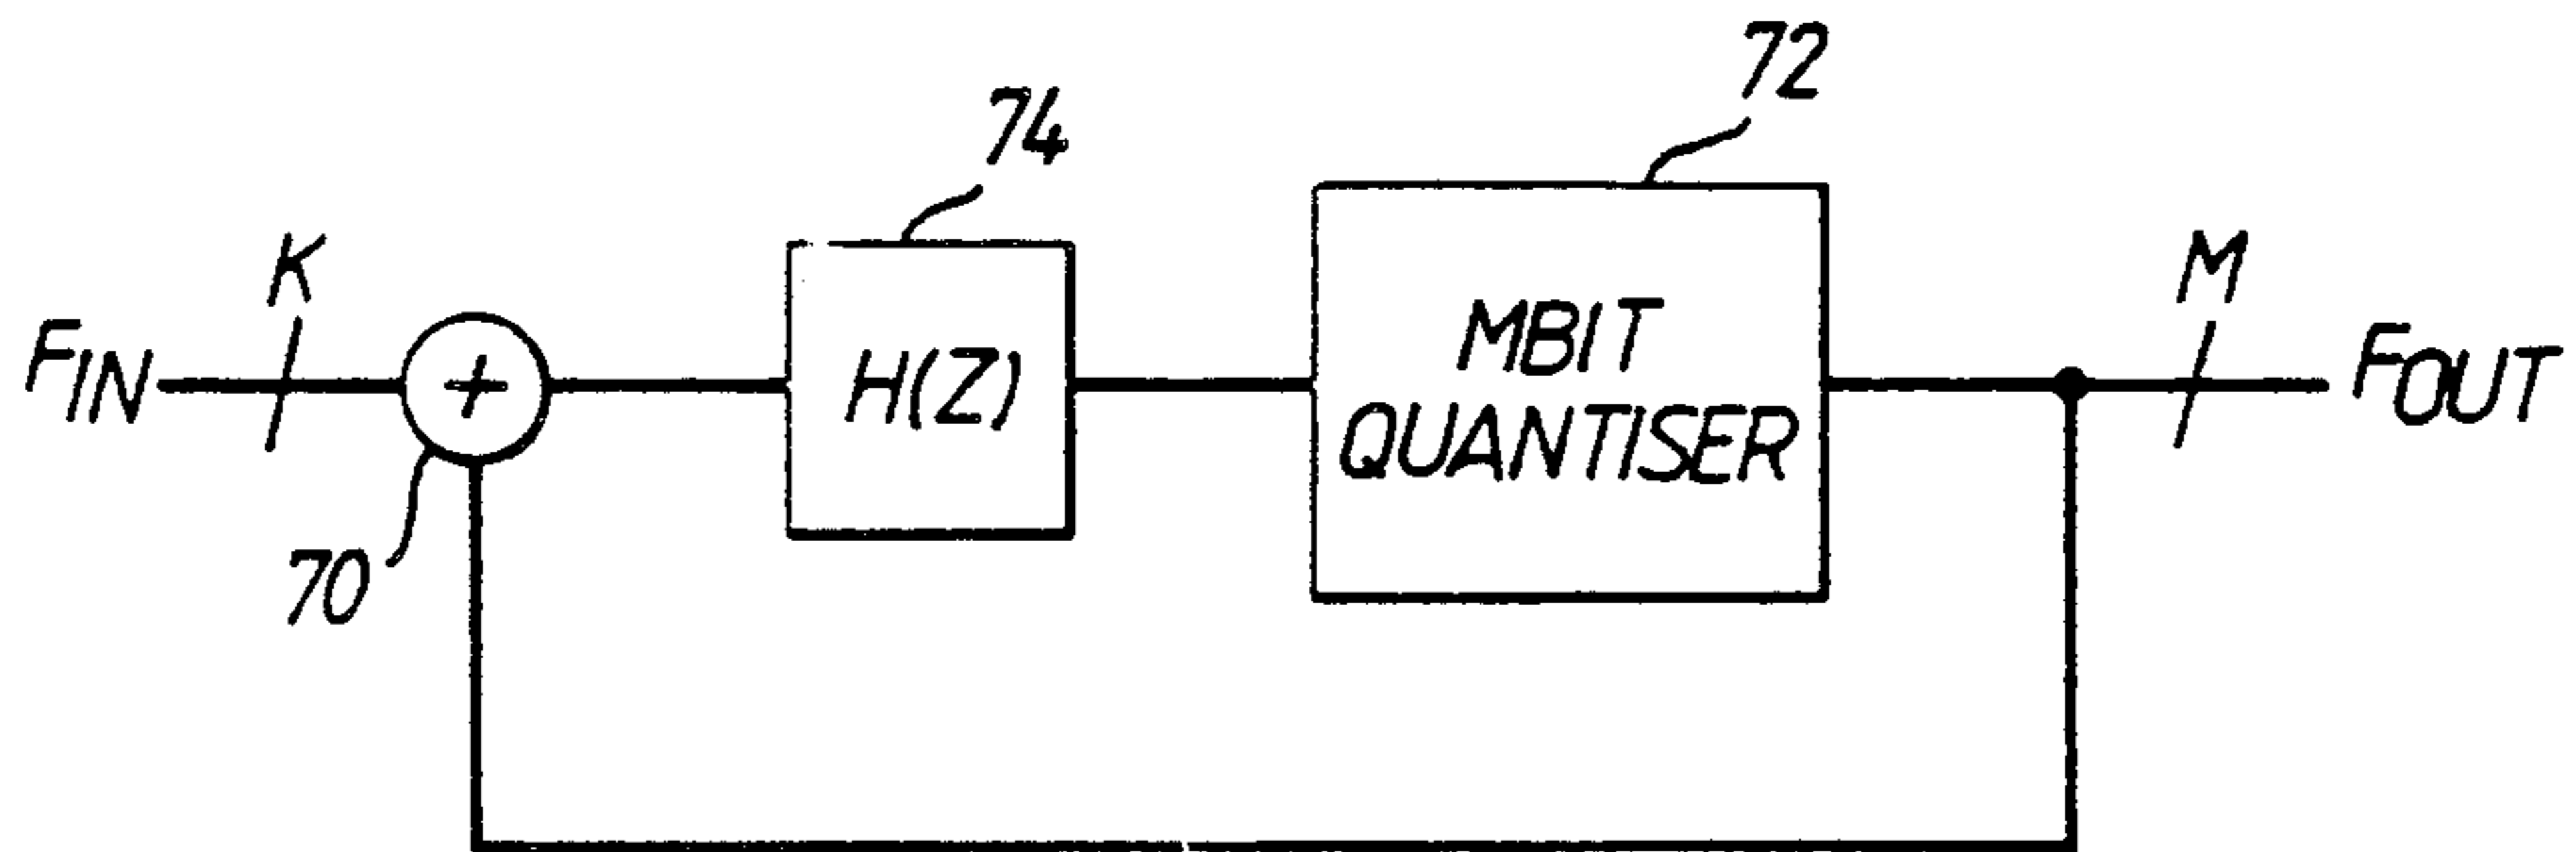 72
74
K
M
FIN
+
H(Z)
MBIT
QUANTISER
FOUT
70